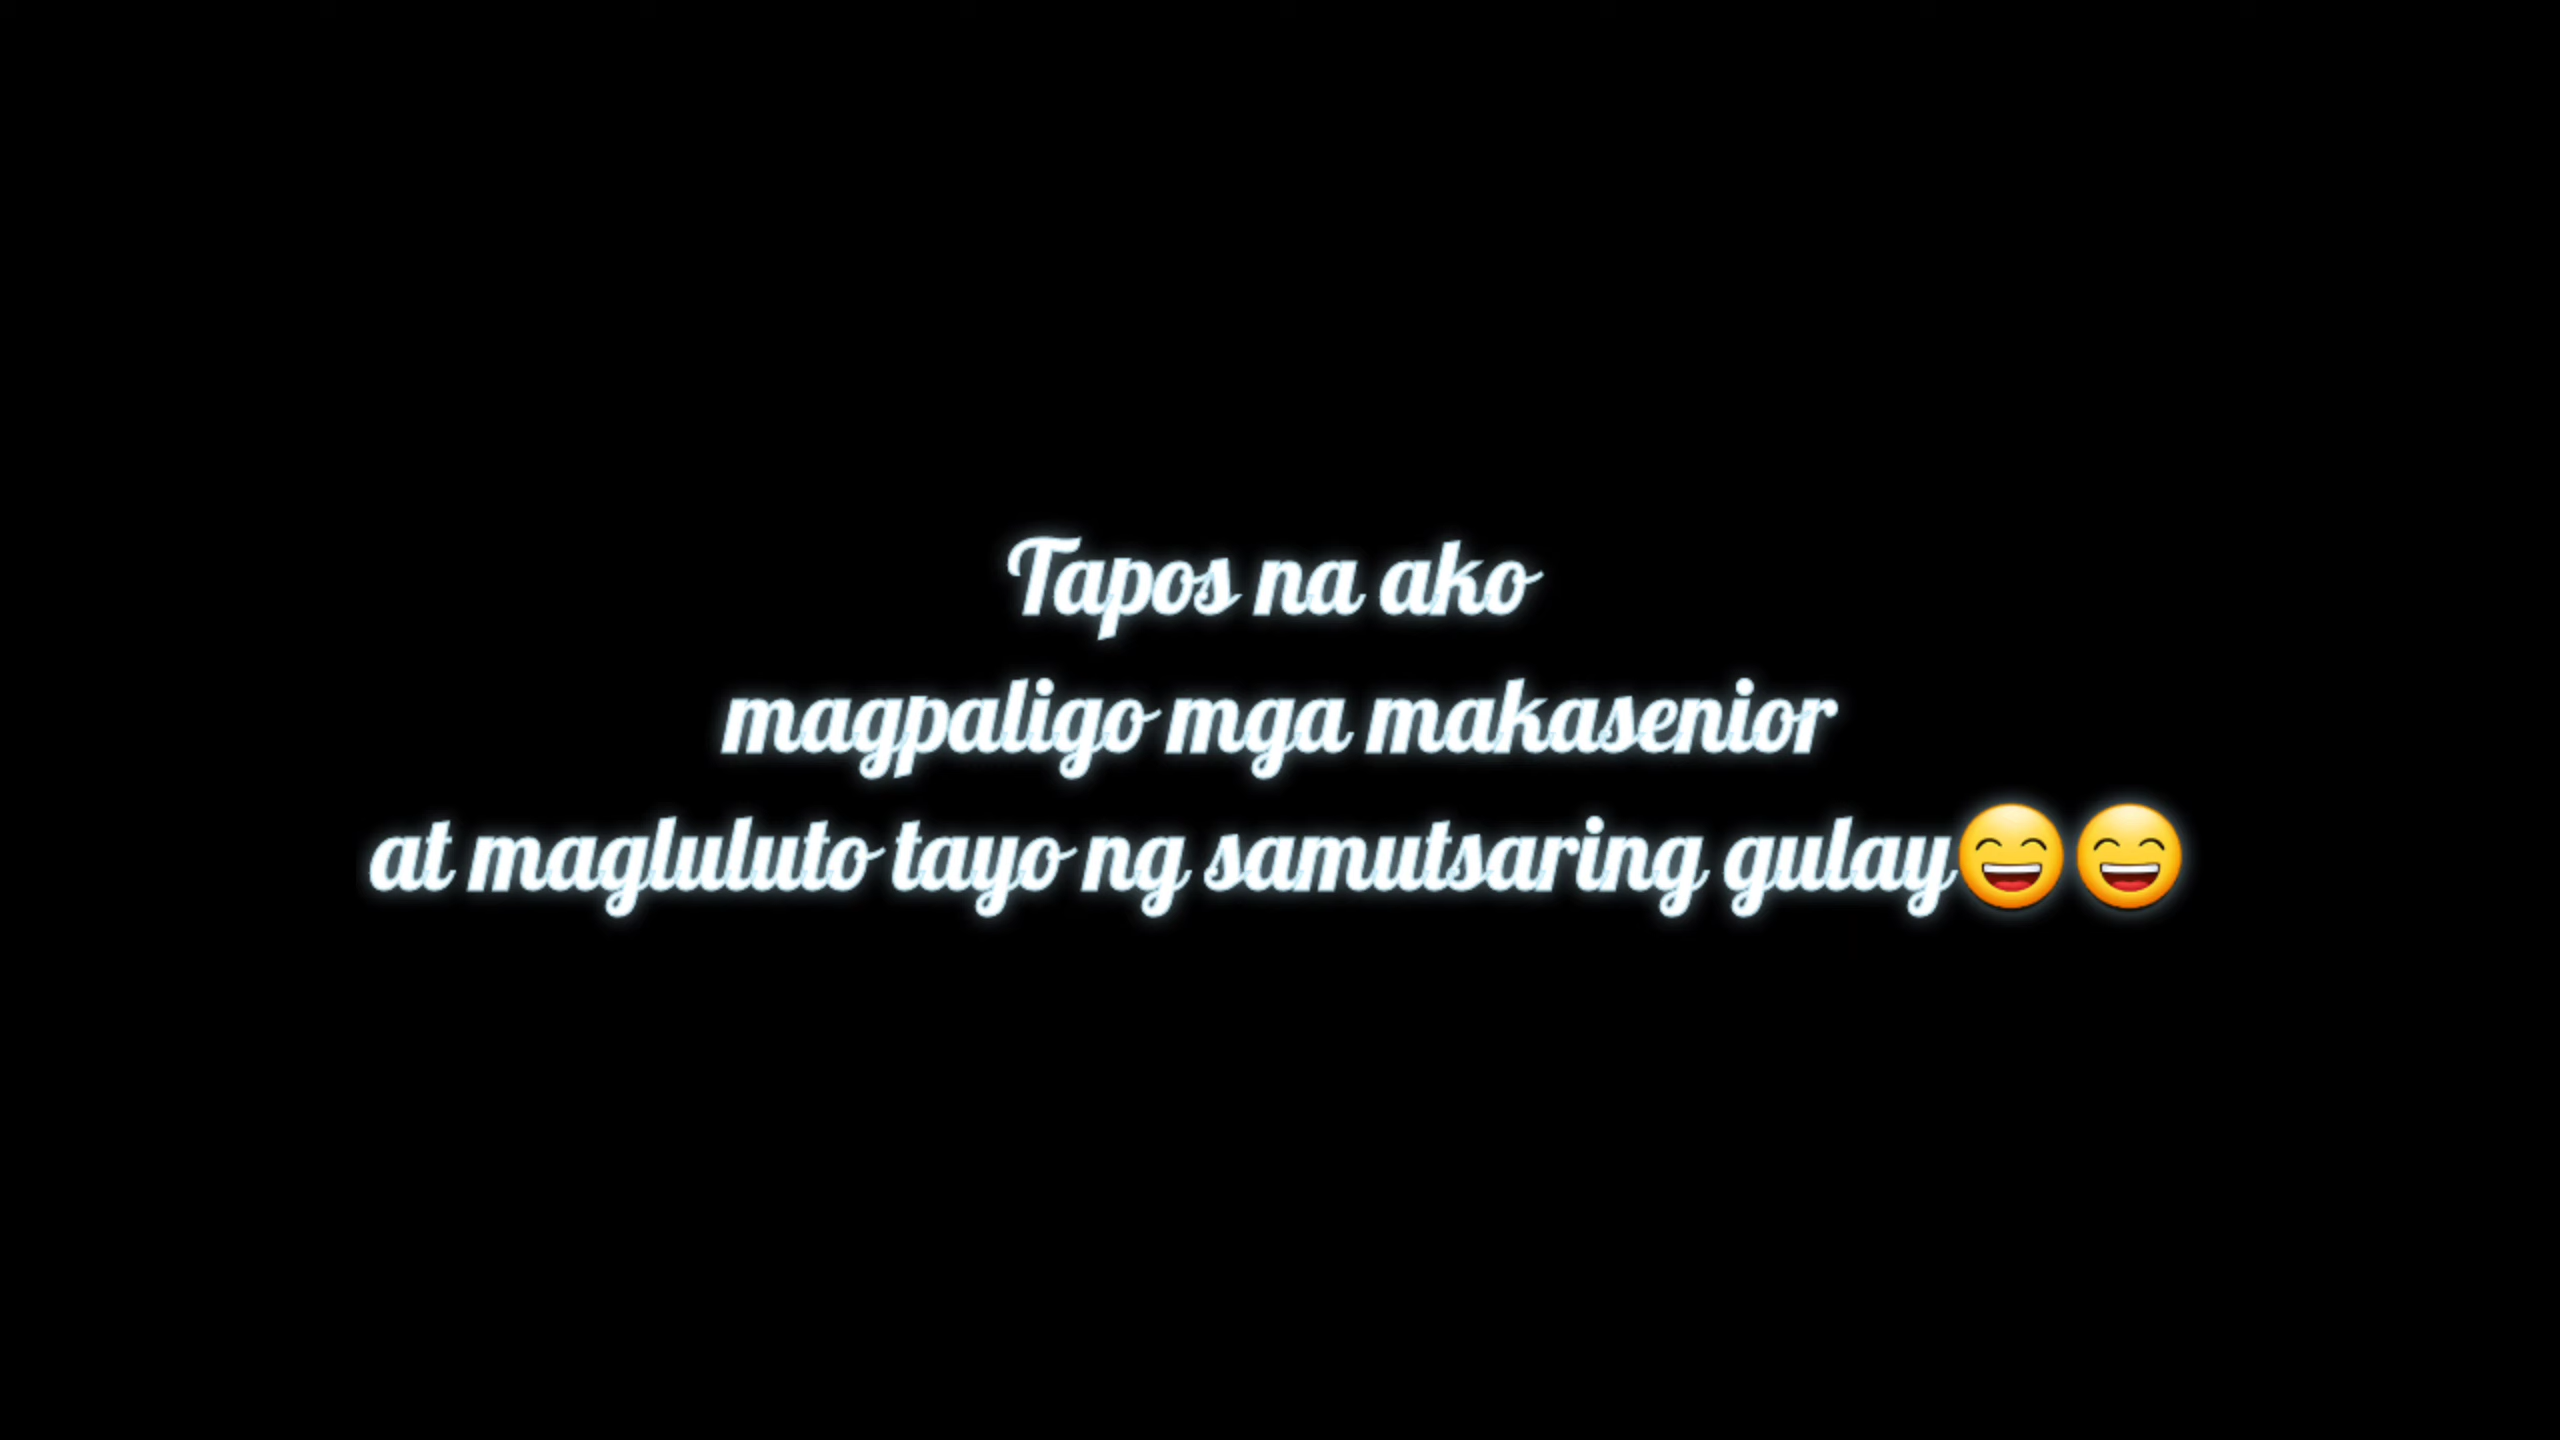 Tapos na ako
magpaligo mga makasenior
at magluluto tayo ng samutsaring gulay😄😄